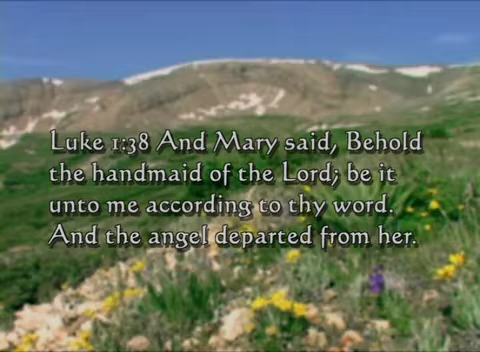 Luke 1:38 And Mary said, Behold
the handmaid of the Lord; be it
unto me according to thy word.
And the angel departed from her.